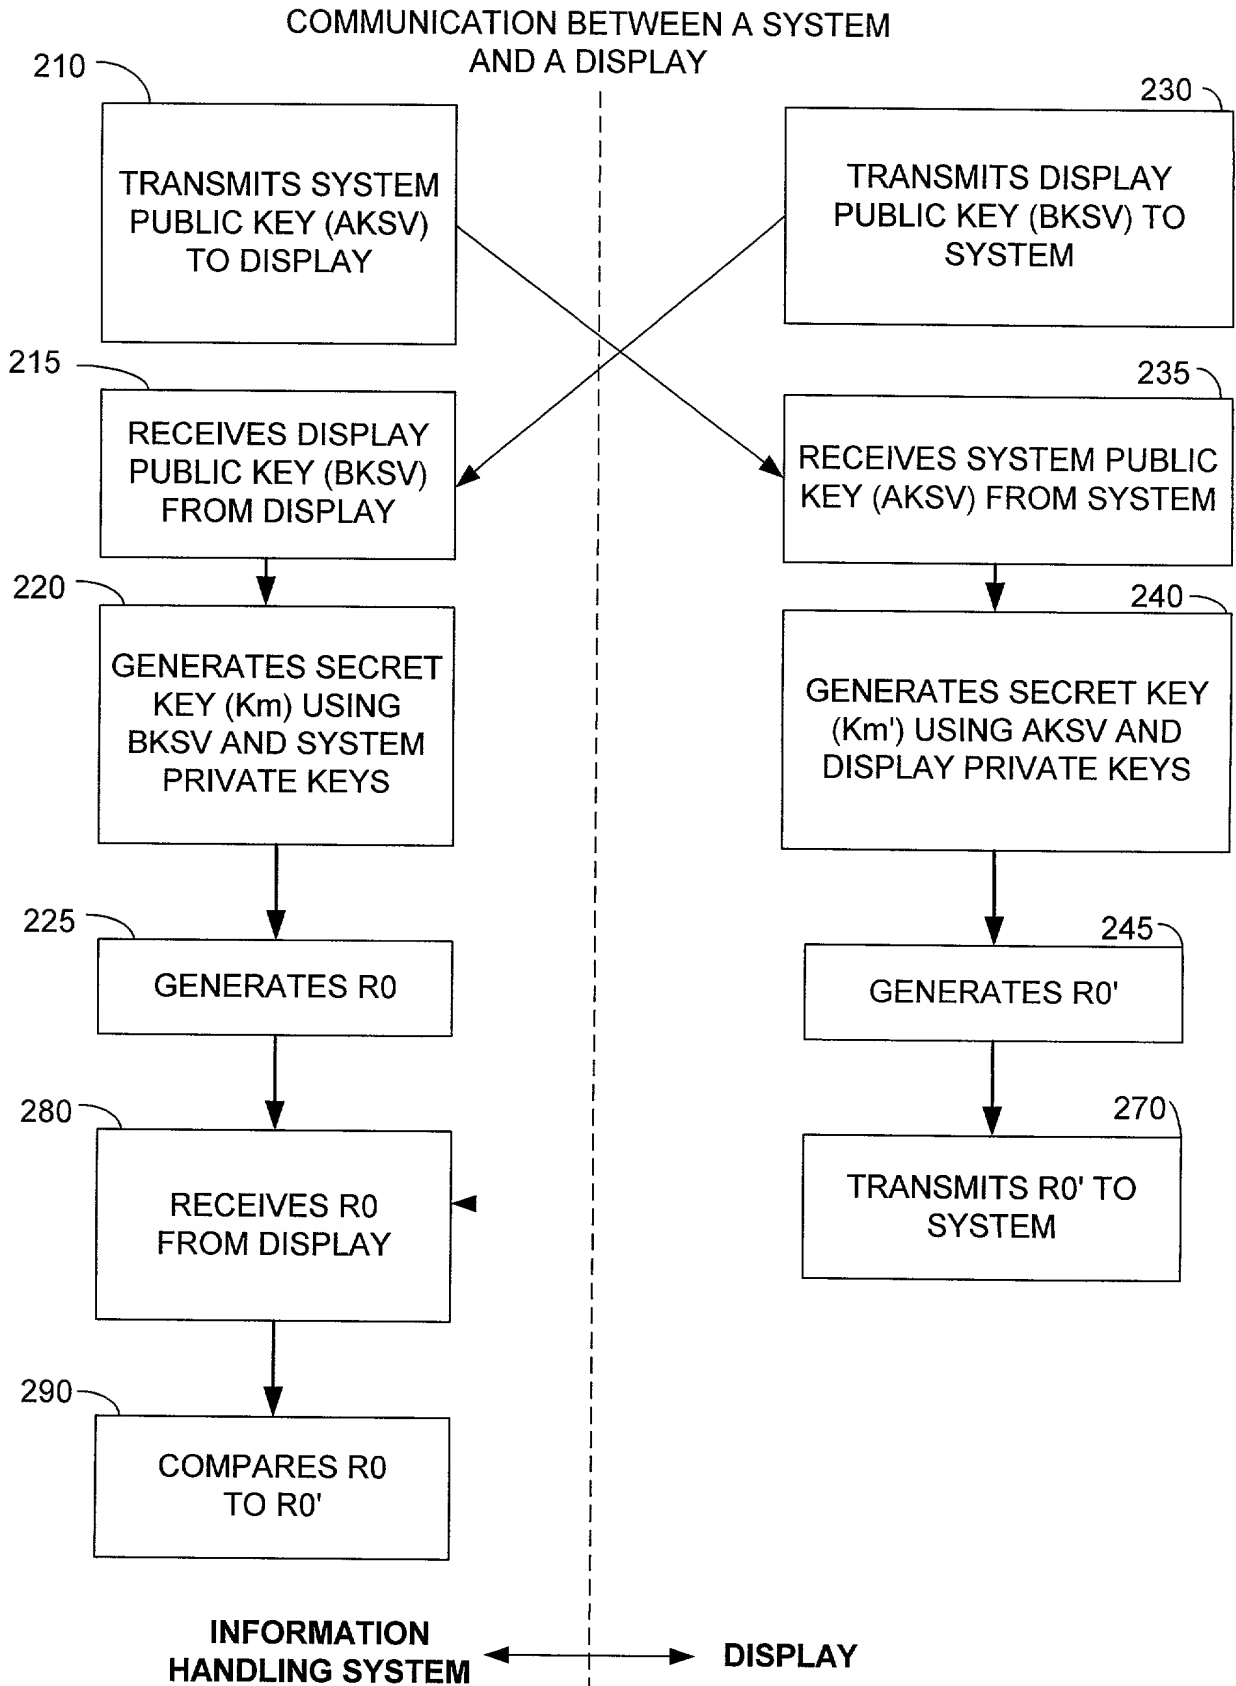 COMMUNICATION BETWEEN A SYSTEM
AND A DISPLAY
210
TRANSMITS SYSTEM
PUBLIC KEY (AKSV)
TO DISPLAY
230
TRANSMITS DISPLAY
PUBLIC KEY (BKSV) TO
SYSTEM
215
RECEIVES DISPLAY
PUBLIC KEY (BKSV)
FROM DISPLAY
235
RECEIVES SYSTEM PUBLIC
KEY (AKSV) FROM SYSTEM
220
GENERATES SECRET
KEY (Km) USING
BKSV AND SYSTEM
PRIVATE KEYS
240
GENERATES SECRET KEY
(Km') USING AKSV AND
DISPLAY PRIVATE KEYS
225
GENERATES R0
245
GENERATES R0'
280
RECEIVES R0
FROM DISPLAY
270
TRANSMITS R0' TO
SYSTEM
290
COMPARES R0
TO R0'
INFORMATION
HANDLING SYSTEM
DISPLAY